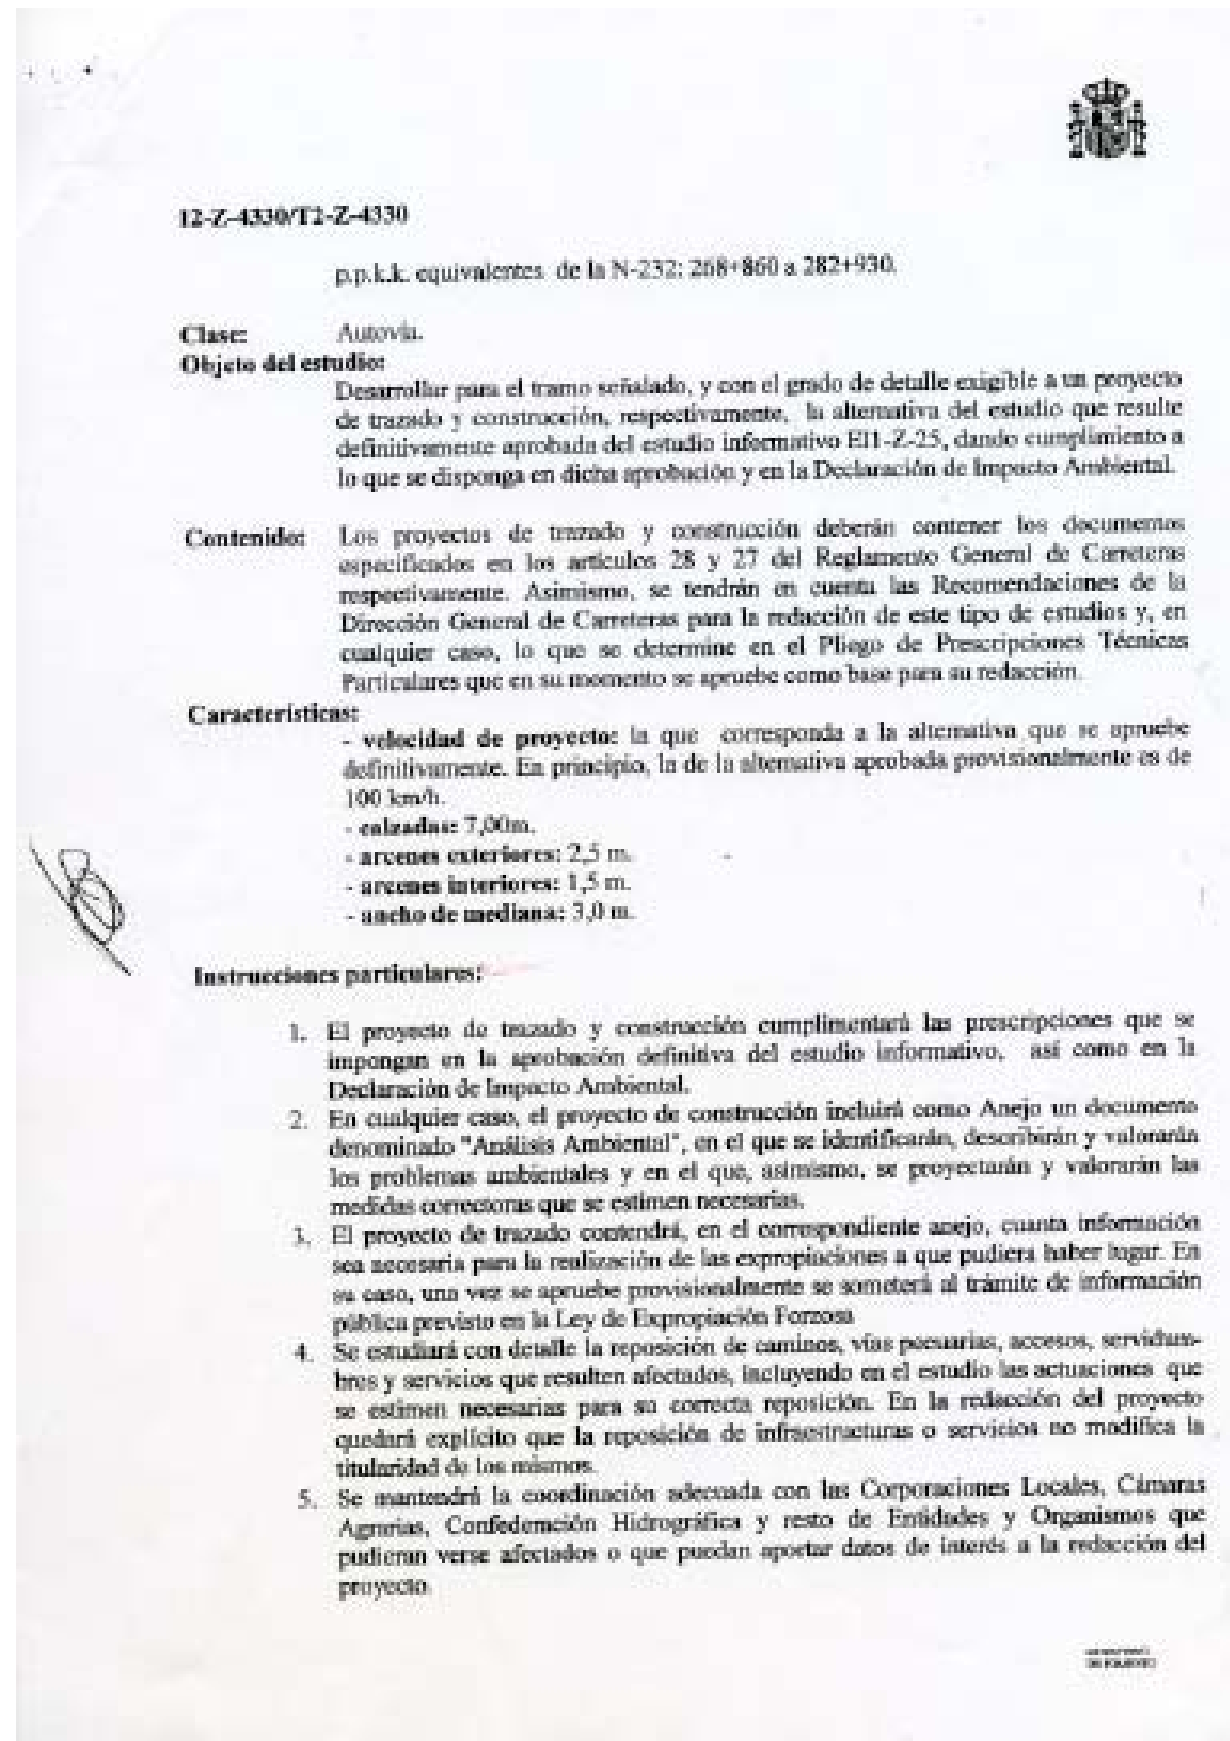 12-Z-4330/T2-Z-4330
p.p.k.k. equivalentes de la N-232: 268+860 a 282+930.
Clase: Autovía.
Objeto del estudio:
Desarrollar para el tramo señalado, y con el grado de detalle exigible a un proyecto
de trazado y construcción, respectivamente, la alternativa del estudio que resulte
definitivamente aprobada del estudio informativo EI1-Z-25, dando cumplimiento a
lo que se disponga en dicha aprobación y en la Declaración de Impacto Ambiental.
Contenido: Los proyectos de trazado y construcción deberán contener los documentos
especificados en los artículos 28 y 27 del Reglamento General de Carreteras
respectivamente. Asimismo, se tendrán en cuenta las Recomendaciones de la
Dirección General de Carreteras para la redacción de este tipo de estudios y, en
cualquier caso, lo que se determine en el Pliego de Prescripciones Técnicas
Particulares que en su momento se apruebe como base para su redacción.
Características:
- velocidad de proyecto: la que corresponda a la alternativa que se apruebe
definitivamente. En principio, la de la alternativa aprobada provisionalmente es de
100 km/h.
- calzadas: 7,00m.
- arcenes exteriores: 2,5 m.
- arcenes interiores: 1,5 m.
- ancho de mediana: 3,0 m.
Instrucciones particulares:
1. El proyecto de trazado y construcción cumplimentará las prescripciones que se
impongan en la aprobación definitiva del estudio informativo, así como en la
Declaración de Impacto Ambiental.
2. En cualquier caso, el proyecto de construcción incluirá como Anejo un documento
denominado "Análisis Ambiental", en el que se identificarán, describirán y valorarán
los problemas ambientales y en el que, asimismo, se proyectarán y valorarán las
medidas correctoras que se estimen necesarias.
3. El proyecto de trazado contendrá, en el correspondiente anejo, cuanta información
sea necesaria para la realización de las expropiaciones a que pudiera haber lugar. En
su caso, una vez se apruebe provisionalmente se someterá al trámite de información
pública previsto en la Ley de Expropiación Forzosa
4. Se estudiará con detalle la reposición de caminos, vías pecuarias, accesos, servidum-
bres y servicios que resulten afectados, incluyendo en el estudio las actuaciones que
se estimen necesarias para su correcta reposición. En la redacción del proyecto
quedará explícito que la reposición de infraestructuras o servicios no modifica la
titularidad de los mismos.
5. Se mantendrá la coordinación adecuada con las Corporaciones Locales, Cámaras
Agrarias, Confederación Hidrográfica y resto de Entidades y Organismos que
pudieran verse afectados o que puedan aportar datos de interés a la redacción del
proyecto.
MINISTERIO
DE FOMENTO